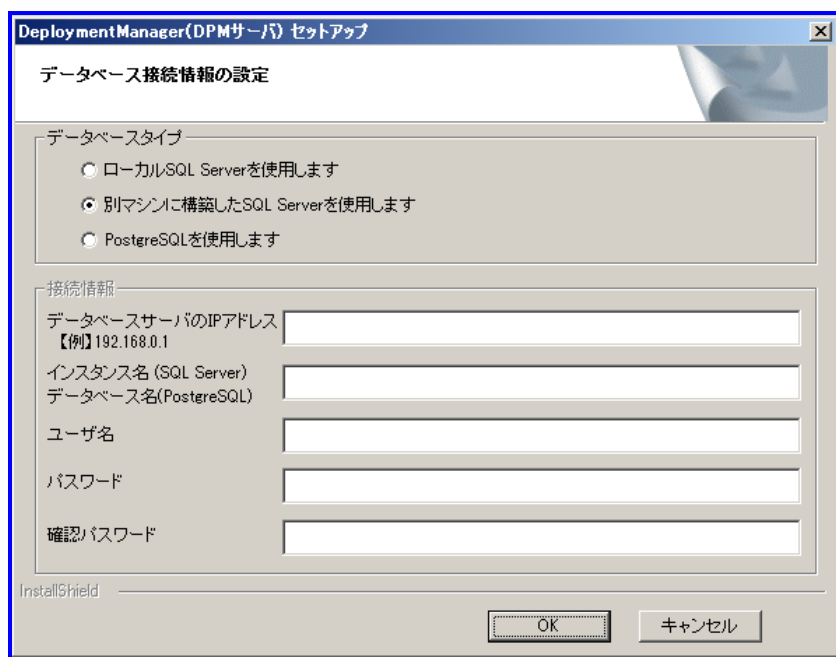 DeploymentManager(DPMサーバ) セットアップ
データベース接続情報の設定
データベースタイプ
ローカルSQL Serverを使用します
別マシンに構築したSQL Serverを使用します
PostgreSQLを使用します
接続情報
データベースサーバのIPアドレス
【例】192.168.0.1
インスタンス名(SQL Server)
データベース名(PostgreSQL)
ユーザ名
パスワード
確認パスワード
InstallShield
OK
キャンセル